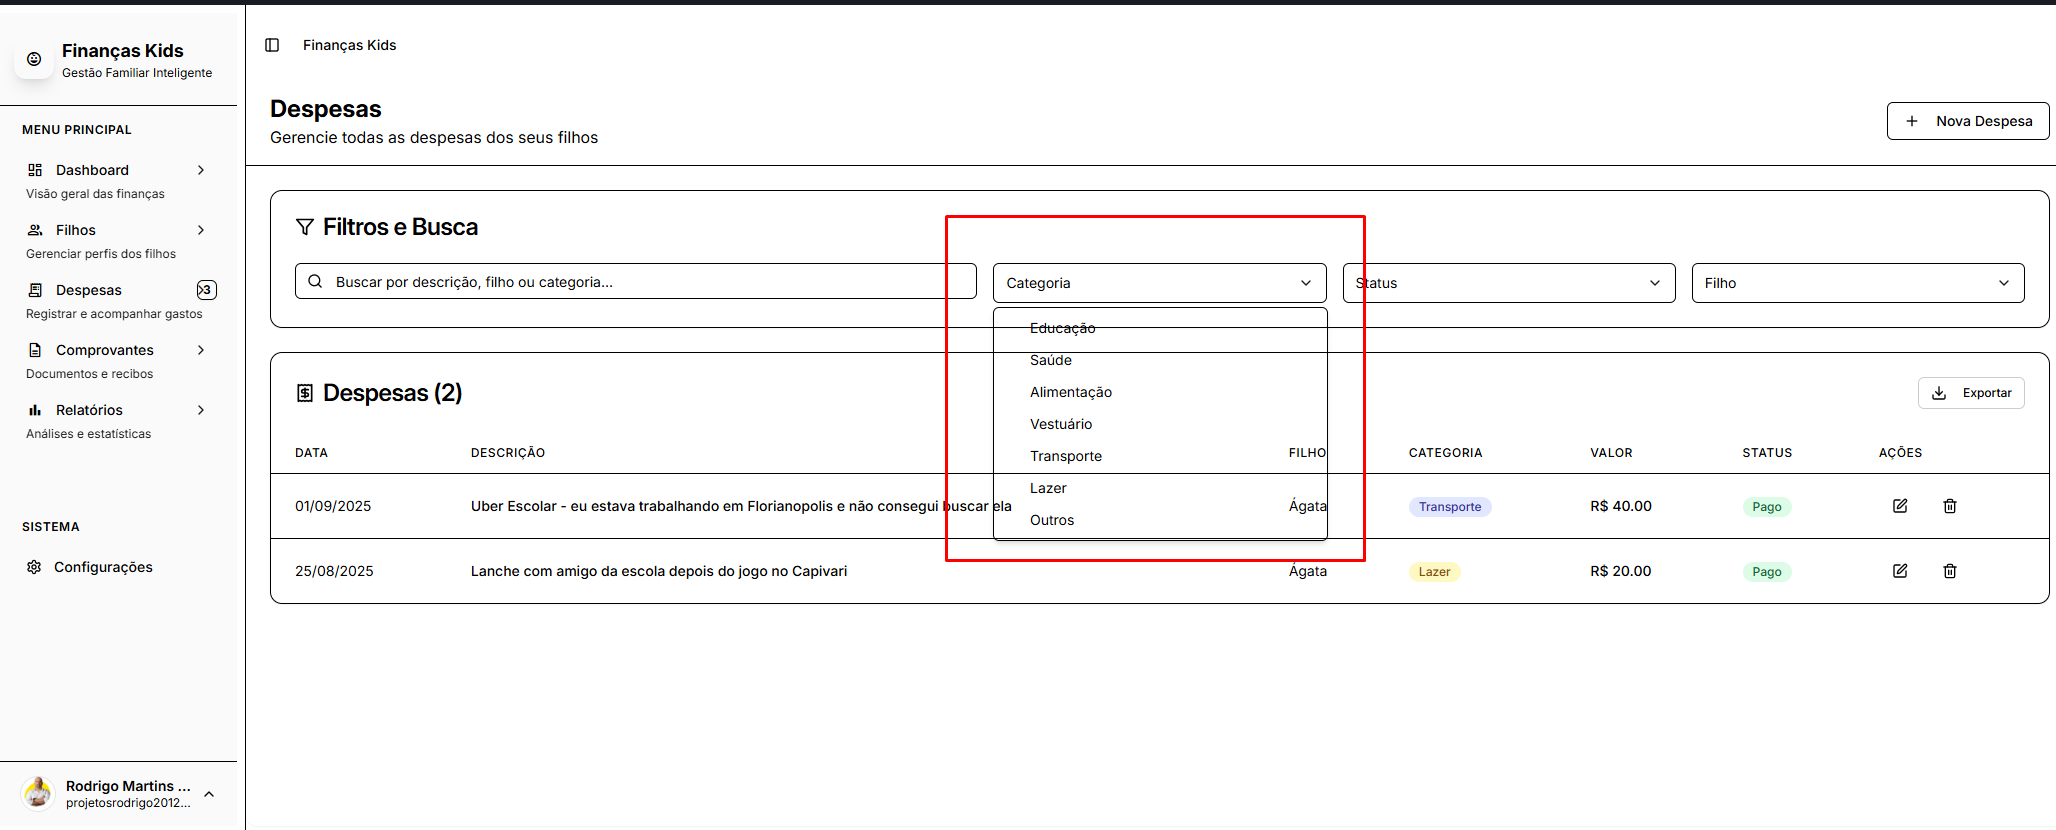 Finanças Kids
Gestão Familiar Inteligente
MENU PRINCIPAL
Dashboard
Visão geral das finanças
Filhos
Gerenciar perfis dos filhos
Despesas
3
Registrar e acompanhar gastos
Comprovantes
Documentos e recibos
Relatórios
Análises e estatísticas
SISTEMA
Configurações
Rodrigo Martins ...
projetosrodrigo2012...
Finanças Kids
Despesas
Gerencie todas as despesas dos seus filhos
Nova Despesa
Filtros e Busca
Buscar por descrição, filho ou categoria...
Categoria
Status
Filho
Educação
Saúde
Alimentação
Vestuário
Transporte
Lazer
Outros
Despesas (2)
Exportar
DATA DESCRIÇÃO FILHO CATEGORIA VALOR STATUS AÇÕES
01/09/2025 Uber Escolar - eu estava trabalhando em Florianopolis e não consegui buscar ela Ágata Transporte R$ 40.00 Pago
25/08/2025 Lanche com amigo da escola depois do jogo no Capivari Ágata Lazer R$ 20.00 Pago